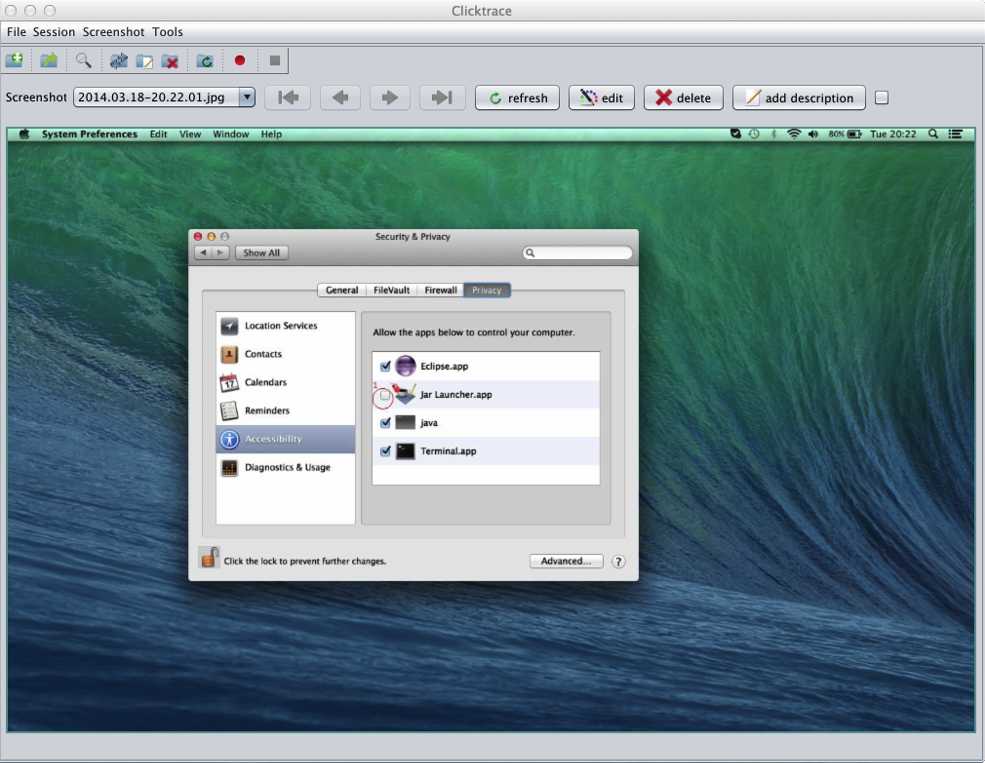 Clicktrace
File Session Screenshot Tools
Screenshot 2014.03.18-20.22.01.jpg refresh edit delete add description
System Preferences Edit View Window Help 80% Tue 20:22
Security & Privacy
Show All
General FileVault Firewall Privacy
Location Services
Contacts
17 Calendars
Reminders
Accessibility
Diagnostics & Usage
Allow the apps below to control your computer.
Eclipse.app
1
Jar Launcher.app
java
Terminal.app
Click the lock to prevent further changes.
Advanced... ?